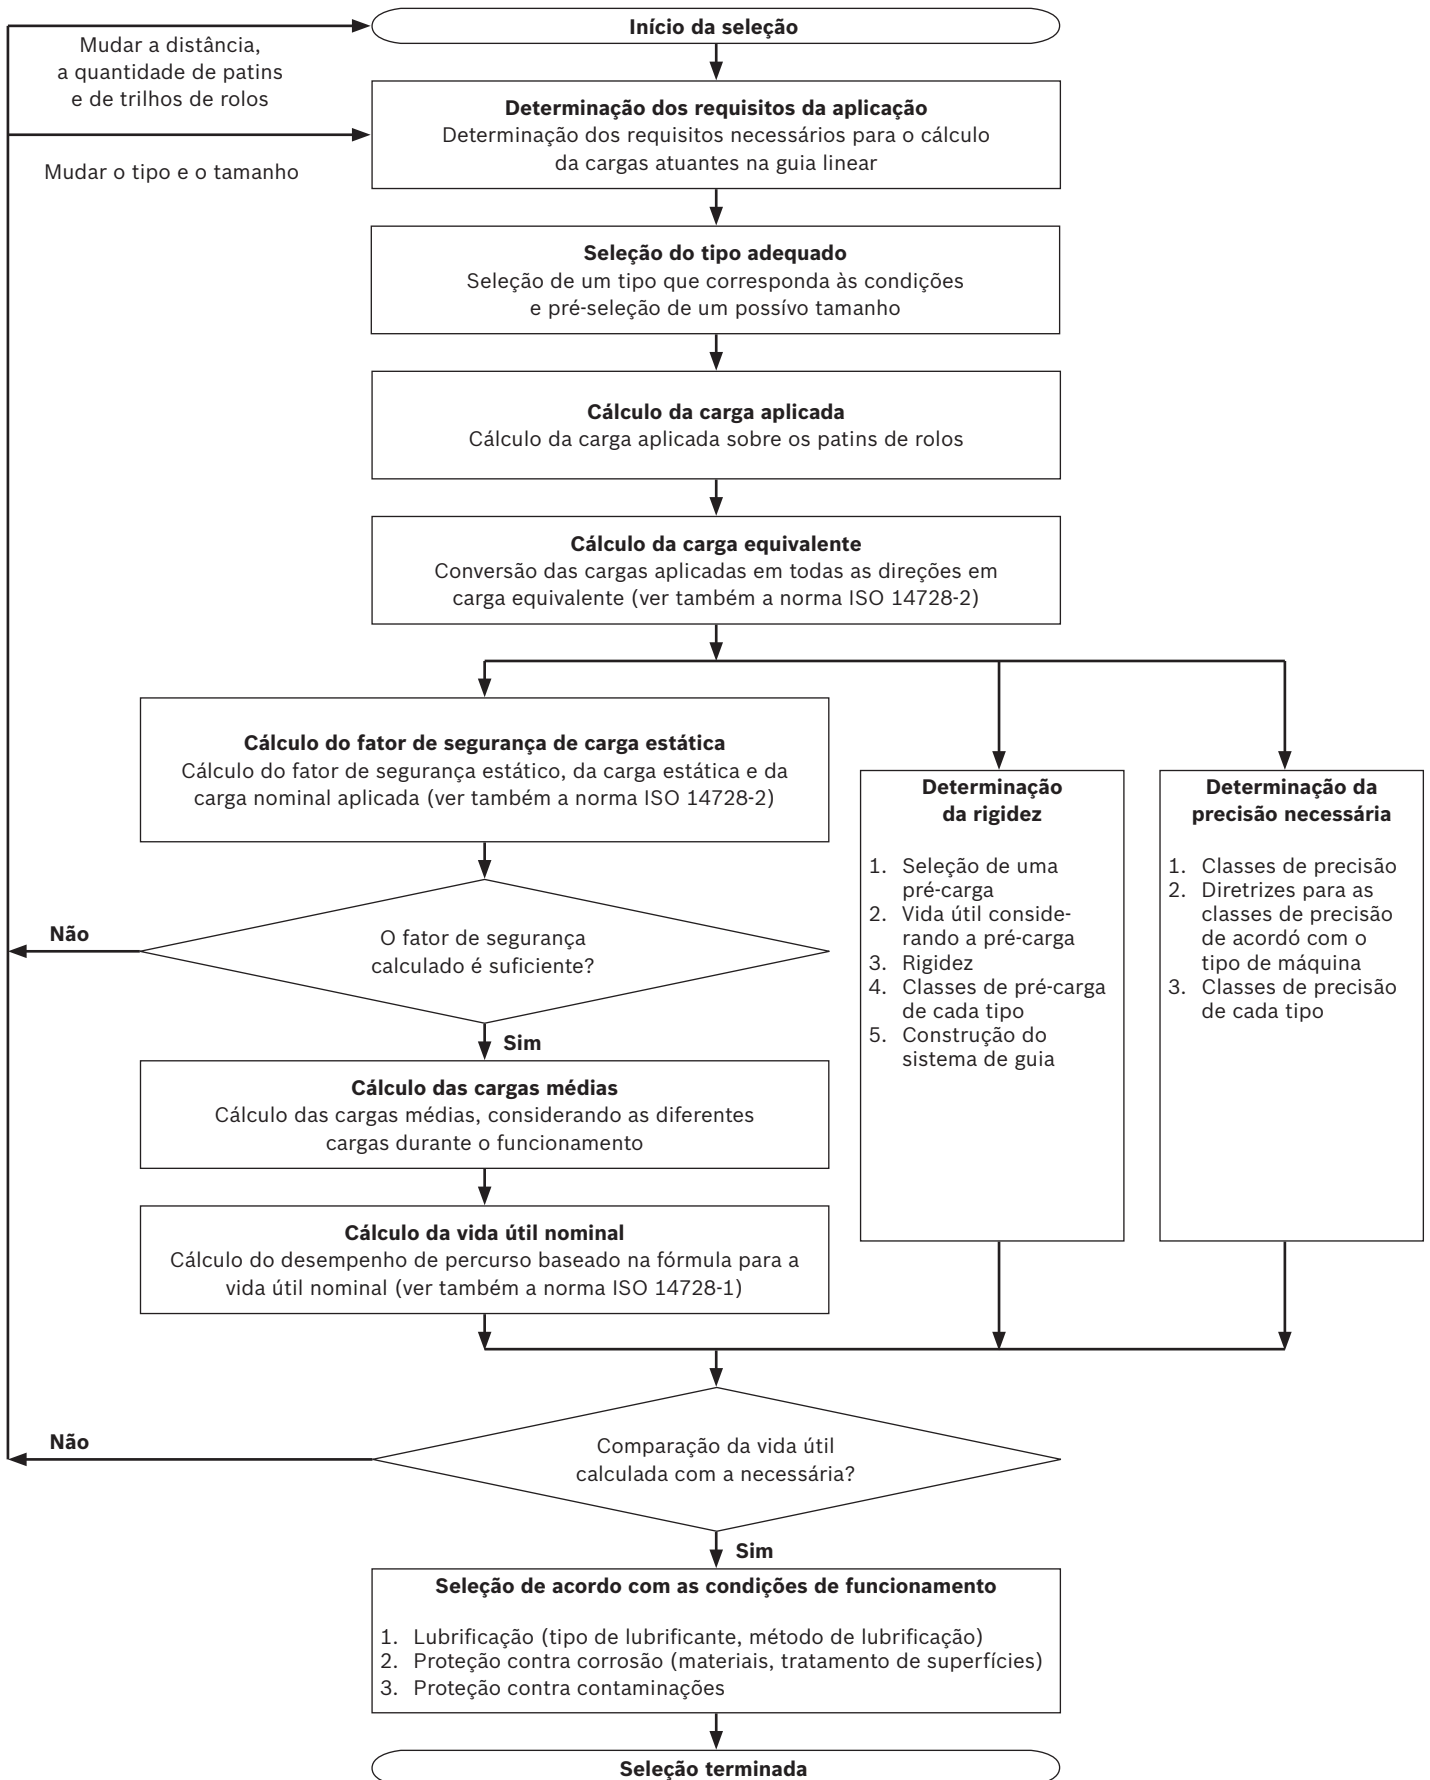 Início da seleção
Mudar a distância,
a quantidade de patins
e de trilhos de rolos
Mudar o tipo e o tamanho
Determinação dos requisitos da aplicação
Determinação dos requisitos necessários para o cálculo
da cargas atuantes na guia linear
Seleção do tipo adequado
Seleção de um tipo que corresponda às condições
e pré-seleção de um possívo tamanho
Cálculo da carga aplicada
Cálculo da carga aplicada sobre os patins de rolos
Cálculo da carga equivalente
Conversão das cargas aplicadas em todas as direções em
carga equivalente (ver também a norma ISO 14728-2)
Cálculo do fator de segurança de carga estática
Cálculo do fator de segurança estático, da carga estática e da
carga nominal aplicada (ver também a norma ISO 14728-2)
Não
O fator de segurança
calculado é suficiente?
Sim
Cálculo das cargas médias
Cálculo das cargas médias, considerando as diferentes
cargas durante o funcionamento
Cálculo da vida útil nominal
Cálculo do desempenho de percurso baseado na fórmula para a
vida útil nominal (ver também a norma ISO 14728-1)
Determinação
da rigidez
1. Seleção de uma
pré-carga
2. Vida útil conside-
rando a pré-carga
3. Rigidez
4. Classes de pré-carga
de cada tipo
5. Construção do
sistema de guia
Determinação da
precisão necessária
1. Classes de precisão
2. Diretrizes para as
classes de precisão
de acordó com o
tipo de máquina
3. Classes de precisão
de cada tipo
Não
Comparação da vida útil
calculada com a necessária?
Sim
Seleção de acordo com as condições de funcionamento
1. Lubrificação (tipo de lubrificante, método de lubrificação)
2. Proteção contra corrosão (materiais, tratamento de superfícies)
3. Proteção contra contaminações
Seleção terminada